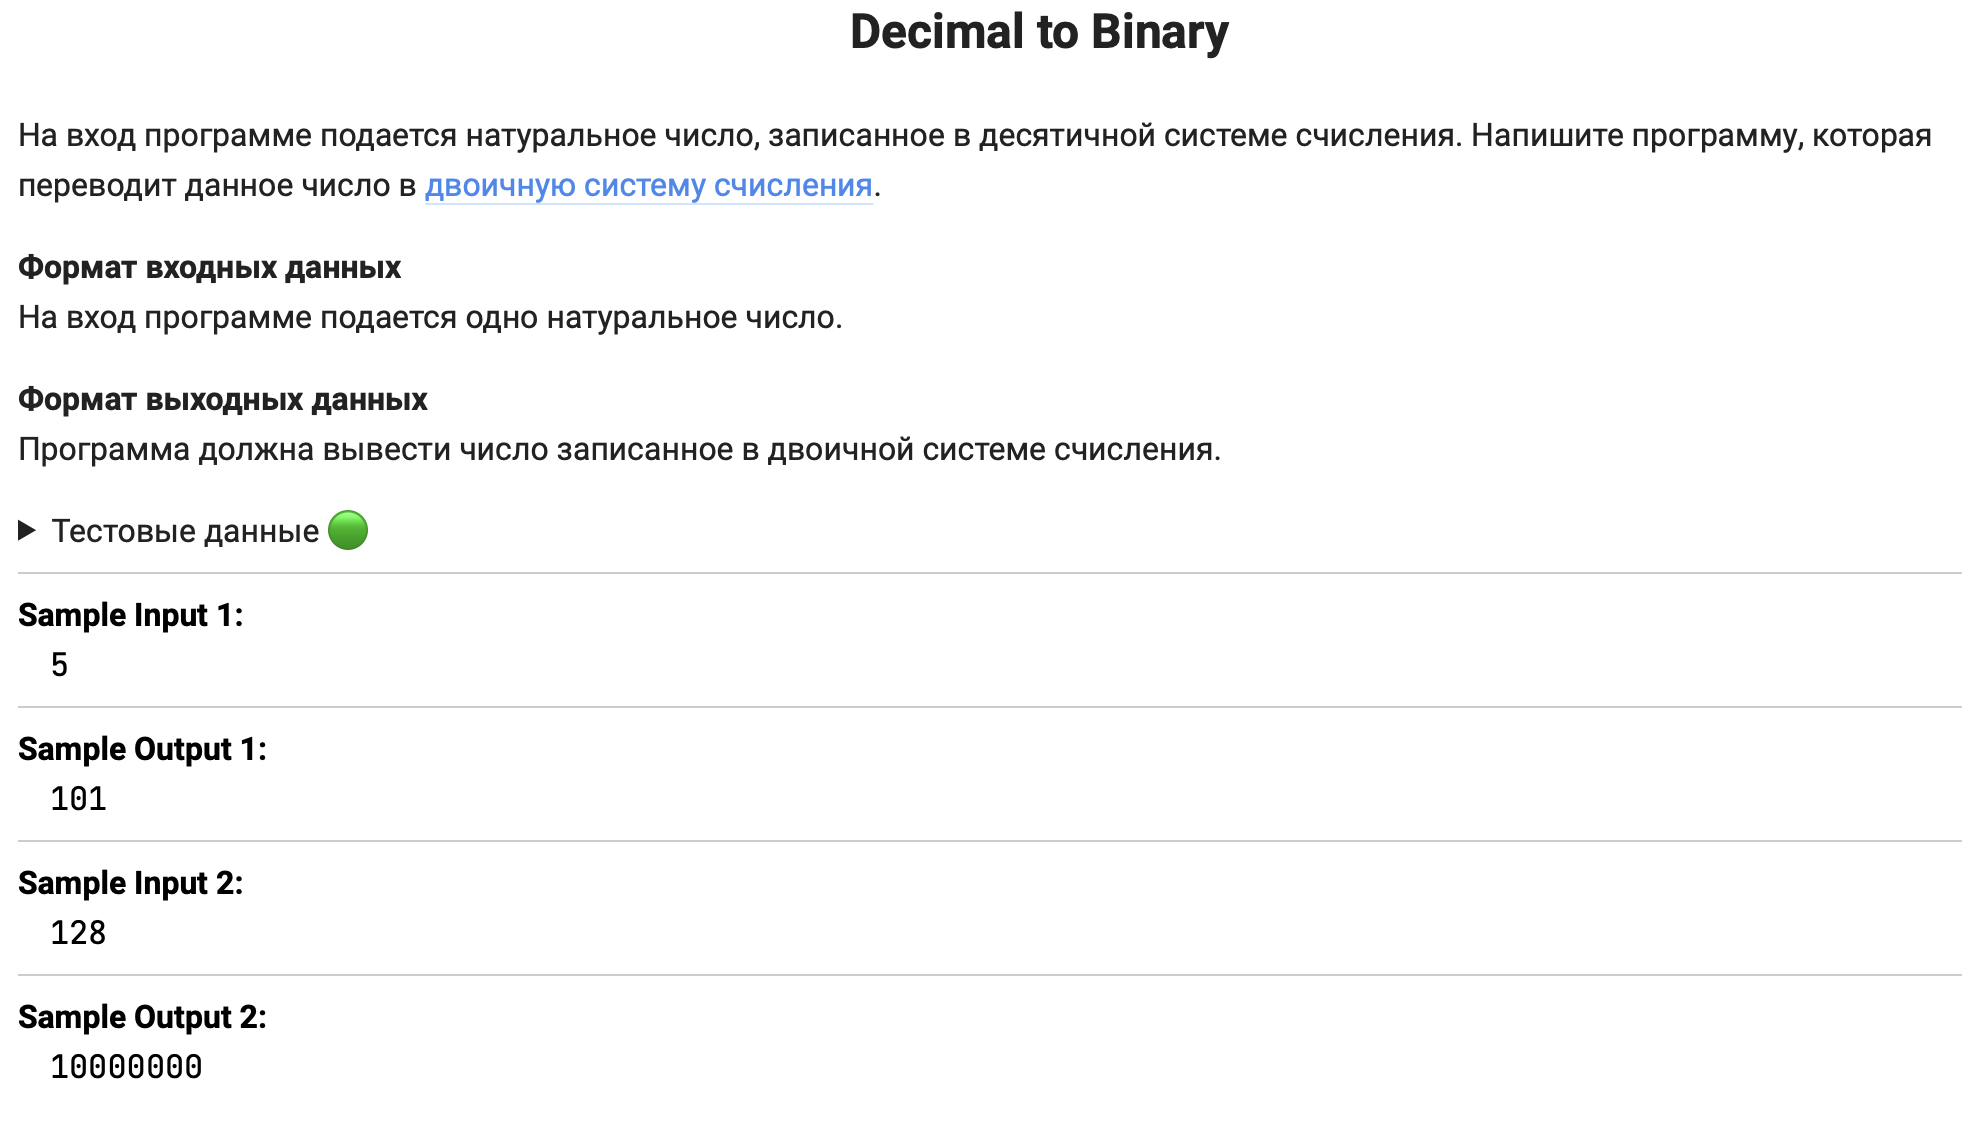 Decimal to Binary
На вход программе подается натуральное число, записанное в десятичной системе счисления. Напишите программу, которая
переводит данное число в двоичную систему счисления.
Формат входных данных
На вход программе подается одно натуральное число.
Формат выходных данных
Программа должна вывести число записанное в двоичной системе счисления.
Тестовые данные
Sample Input 1:
5
Sample Output 1:
101
Sample Input 2:
128
Sample Output 2:
10000000